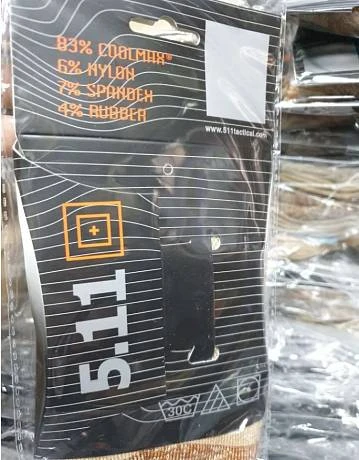 83% COOLMAX®
6% NYLON
7% SPANDEX
4% RUBBER
www.511tactical.com
5.11
30C